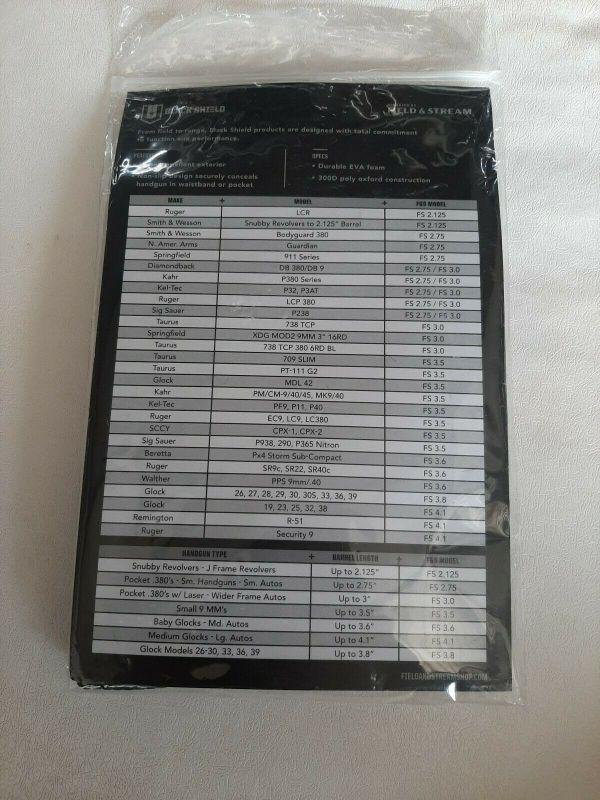 BLACK SHIELD
FIELD & STREAM
From field to range, Black Shield products are designed with total commitment
to function and performance.
SPECS
exterior
• Durable EVA foam
Non-slip design securely conceals
handgun in waistband or pocket
• 300D poly oxford construction
MAKE + MODEL + F&S MODEL
Ruger LCR FS 2.125
Smith & Wesson Snubby Revolvers to 2.125" Barrel FS 2.125
Smith & Wesson Bodyguard 380 FS 2.75
N. Amer. Arms Guardian FS 2.75
Springfield 911 Series FS 2.75
Diamondback DB 380/DB 9 FS 2.75 / FS 3.0
Kahr P380 Series FS 2.75 / FS 3.0
Kel-Tec P32, P3AT FS 2.75 / FS 3.0
Ruger LCP 380 FS 2.75 / FS 3.0
Sig Sauer P238 FS 2.75 / FS 3.0
Taurus 738 TCP FS 3.0
Springfield XDG MOD2 9MM 3" 16RD FS 3.0
Taurus 738 TCP 380 6RD BL FS 3.0
Taurus 709 SLIM FS 3.5
Taurus PT-111 G2 FS 3.5
Glock MDL 42 FS 3.5
Kahr PM/CM-9/40/45, MK9/40 FS 3.5
Kel-Tec PF9, P11, P40 FS 3.5
Ruger EC9, LC9, LC380 FS 3.5
SCCY CPX-1, CPX-2 FS 3.5
Sig Sauer P938, 290, P365 Nitron FS 3.5
Beretta Px4 Storm Sub-Compact FS 3.6
Ruger SR9c, SR22, SR40c FS 3.6
Walther PPS 9mm/.40 FS 3.6
Glock 26, 27, 28, 29, 30, 30S, 33, 36, 39 FS 3.8
Glock 19, 23, 25, 32, 38 FS 4.1
Remington R-51 FS 4.1
Ruger Security 9 FS 4.1
HANDGUN TYPE + BARREL LENGTH + F&S MODEL
Snubby Revolvers - J Frame Revolvers Up to 2.125" FS 2.125
Pocket .380's - Sm. Handguns - Sm. Autos Up to 2.75" FS 2.75
Pocket .380's w/ Laser - Wider Frame Autos Up to 3" FS 3.0
Small 9 MM's Up to 3.5" FS 3.5
Baby Glocks - Md. Autos Up to 3.6" FS 3.6
Medium Glocks - Lg. Autos Up to 4.1" FS 4.1
Glock Models 26-30, 33, 36, 39 Up to 3.8" FS 3.8
FIELDANDSTREAMSHOP.COM